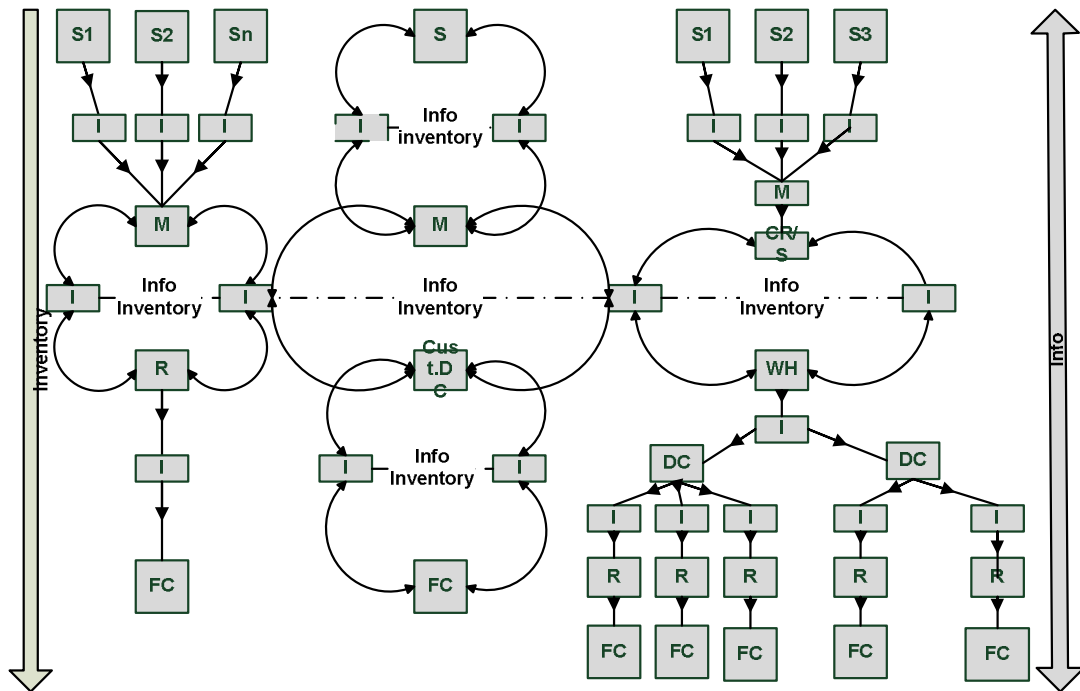 S1 S2 Sn S S1 S2 S3
I I I I Info I I I I
inventory
M M M
CR/
S
I Info I Info I Info I
Inventory Inventory Inventory
Inventory
Info
R Cus WH
t.D
C
I
I I Info I DC DC
Inventory
I I I I I
FC FC R R R R R
FC FC FC FC FC